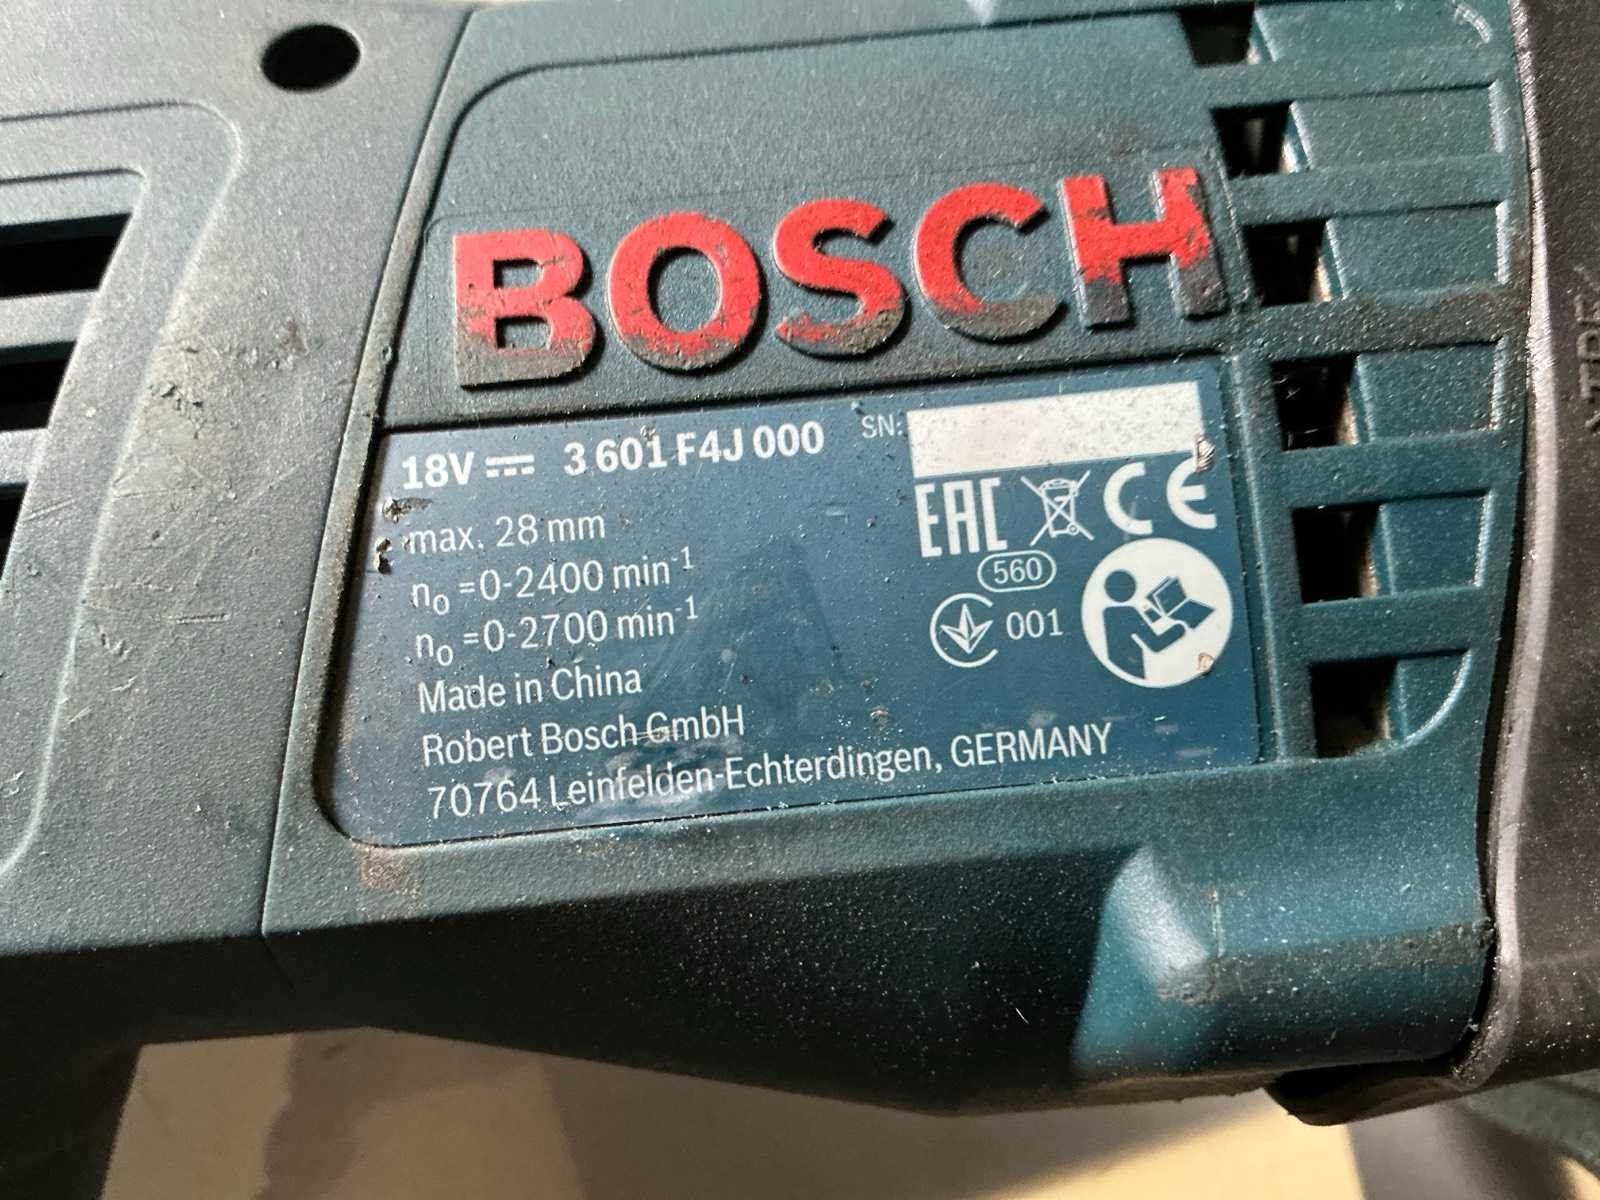 BOSCH
18V 3 601 F4J 000 SN:
max. 28 mm
n₀ =0-2400 min⁻¹
n₀ =0-2700 min⁻¹
Made in China
Robert Bosch GmbH
70764 Leinfelden-Echterdingen, GERMANY
EAC CE
560
001